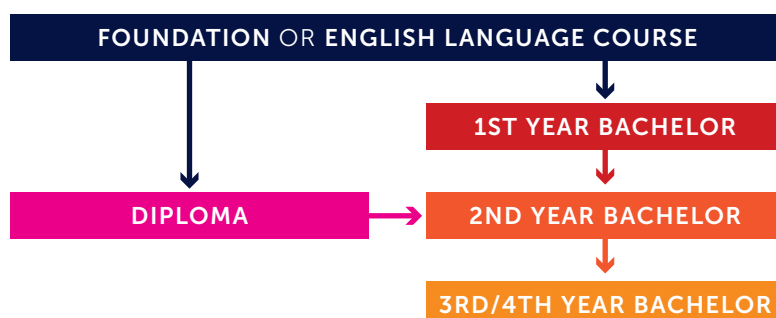 FOUNDATION OR ENGLISH LANGUAGE COURSE
1ST YEAR BACHELOR
DIPLOMA
2ND YEAR BACHELOR
3RD/4TH YEAR BACHELOR